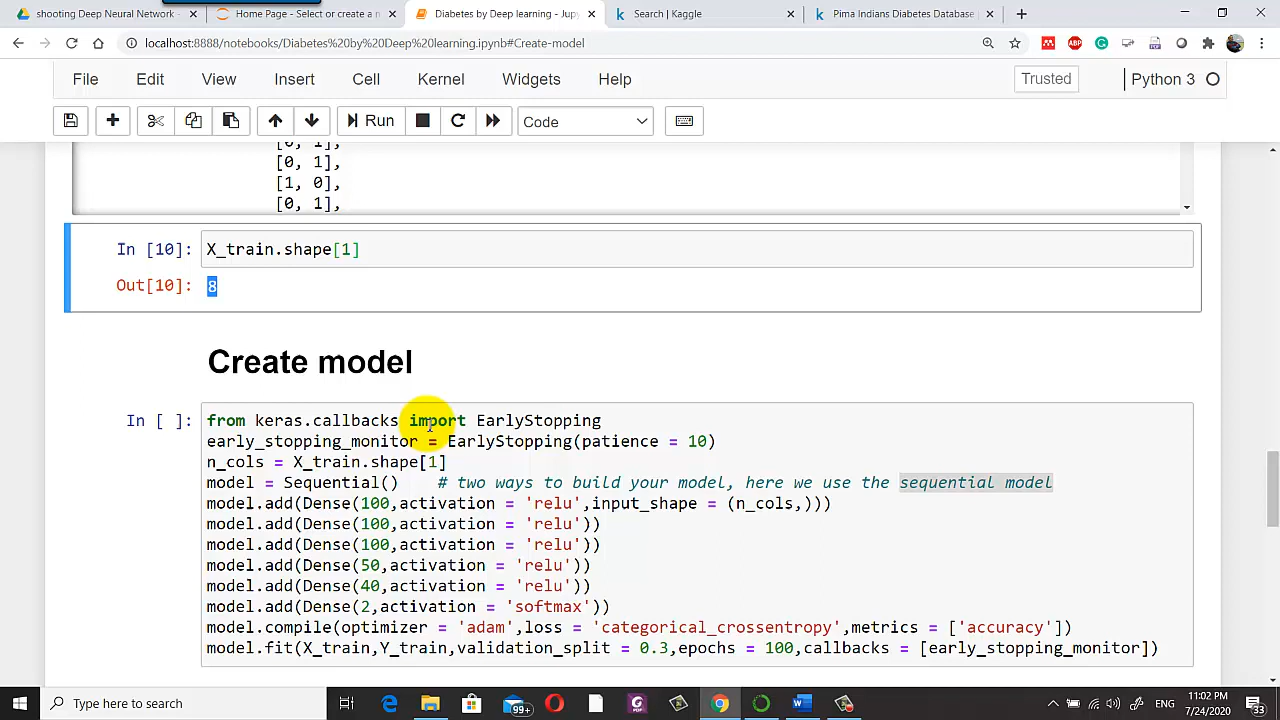 shooting Deep Neural Network -
Home Page - Select or create a n
Diabetes by Deep learning - Jup
Search | Kaggle
Pima Indians Diabetes Database |
localhost:8888/notebooks/Diabetes%20by%20Deep%20learning.ipynb#Create-model
File Edit View Insert Cell Kernel Widgets Help Trusted Python 3
Run Code
[0, 1],
[0, 1],
[1, 0],
[0, 1],
In [10]: X_train.shape[1]
Out[10]: 8
Create model
In [ ]: from keras.callbacks import EarlyStopping
early_stopping_monitor = EarlyStopping(patience = 10)
n_cols = X_train.shape[1]
model = Sequential() # two ways to build your model, here we use the sequential model
model.add(Dense(100,activation = 'relu',input_shape = (n_cols,)))
model.add(Dense(100,activation = 'relu'))
model.add(Dense(100,activation = 'relu'))
model.add(Dense(50,activation = 'relu'))
model.add(Dense(40,activation = 'relu'))
model.add(Dense(2,activation = 'softmax'))
model.compile(optimizer = 'adam',loss = 'categorical_crossentropy',metrics = ['accuracy'])
model.fit(X_train,Y_train,validation_split = 0.3,epochs = 100,callbacks = [early_stopping_monitor])
Type here to search
99+
ENG
11:02 PM
7/24/2020
33